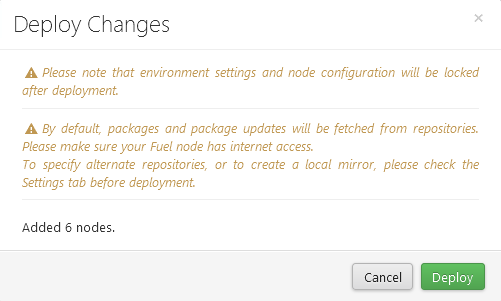 Deploy Changes
×
Please note that environment settings and node configuration will be locked
after deployment.
By default, packages and package updates will be fetched from repositories.
Please make sure your Fuel node has internet access.
To specify alternate repositories, or to create a local mirror, please check the
Settings tab before deployment.
Added 6 nodes.
Cancel
Deploy